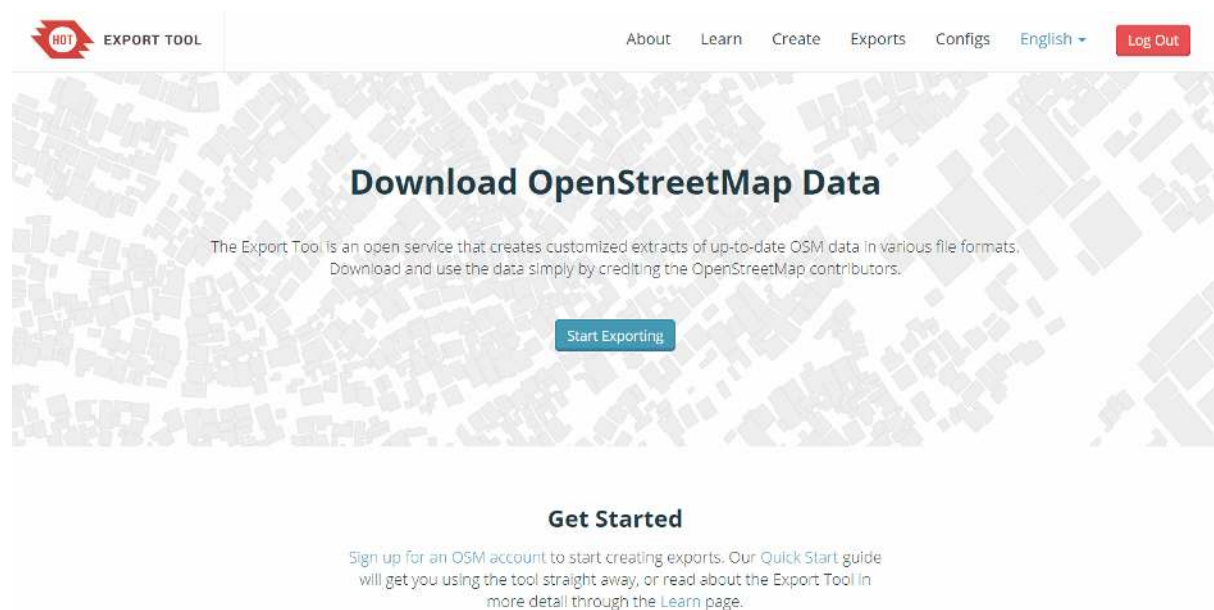 HOT EXPORT TOOL About Learn Create Exports Configs English Log Out
Download OpenStreetMap Data
The Export Tool is an open service that creates customized extracts of up-to-date OSM data in various file formats.
Download and use the data simply by crediting the OpenStreetMap contributors.
Start Exporting
Get Started
Sign up for an OSM account to start creating exports. Our Quick Start guide
will get you using the tool straight away, or read about the Export Tool in
more detail through the Learn page.